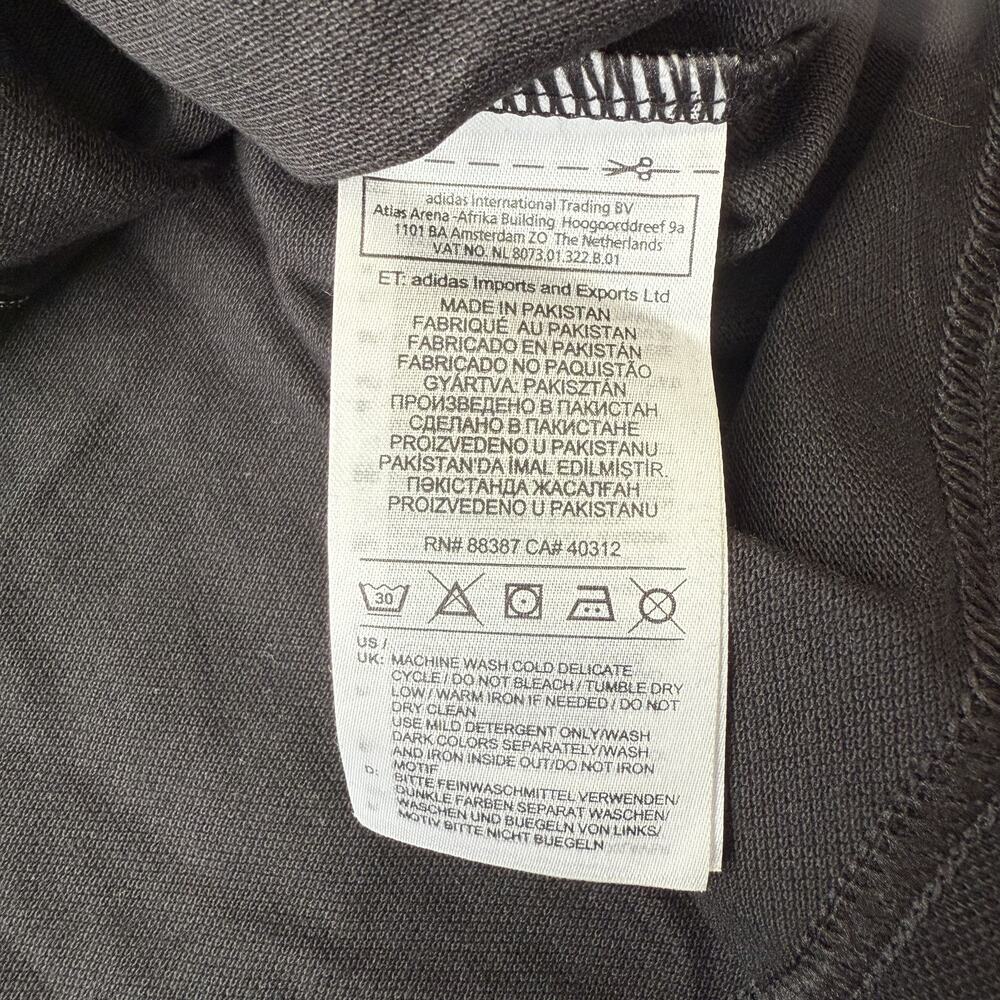 adidas International Trading BV
Atlas Arena -Afrika Building Hoogoorddreef 9a
1101 BA Amsterdam ZO The Netherlands
VAT NO. NL 8073.01.322.B.01
ET: adidas Imports and Exports Ltd
MADE IN PAKISTAN
FABRIQUÉ AU PAKISTAN
FABRICADO EN PAKISTÁN
FABRICADO NO PAQUISTÃO
GYÁRTVA: PAKISZTÁN
ПРОИЗВЕДЕНО В ПАКИСТАН
СДЕЛАНО В ПАКИСТАНЕ
PROIZVEDENO U PAKISTANU
PAKİSTAN'DA İMAL EDİLMİSTİR.
ПӘКІСТАНДА ЖАСАЛҒАН
PROIZVEDENO U PAKISTANU
RN# 88387 CA# 40312
30
US /
UK: MACHINE WASH COLD DELICATE
CYCLE / DO NOT BLEACH / TUMBLE DRY
LOW / WARM IRON IF NEEDED / DO NOT
DRY CLEAN
USE MILD DETERGENT ONLY/WASH
DARK COLORS SEPARATELY/WASH
AND IRON INSIDE OUT/DO NOT IRON
MOTIF
D: BITTE FEINWASCHMITTEL VERWENDEN/
DUNKLE FARBEN SEPARAT WASCHEN/
WASCHEN UND BUEGELN VON LINKS/
MOTIV BITTE NICHT BUEGELN